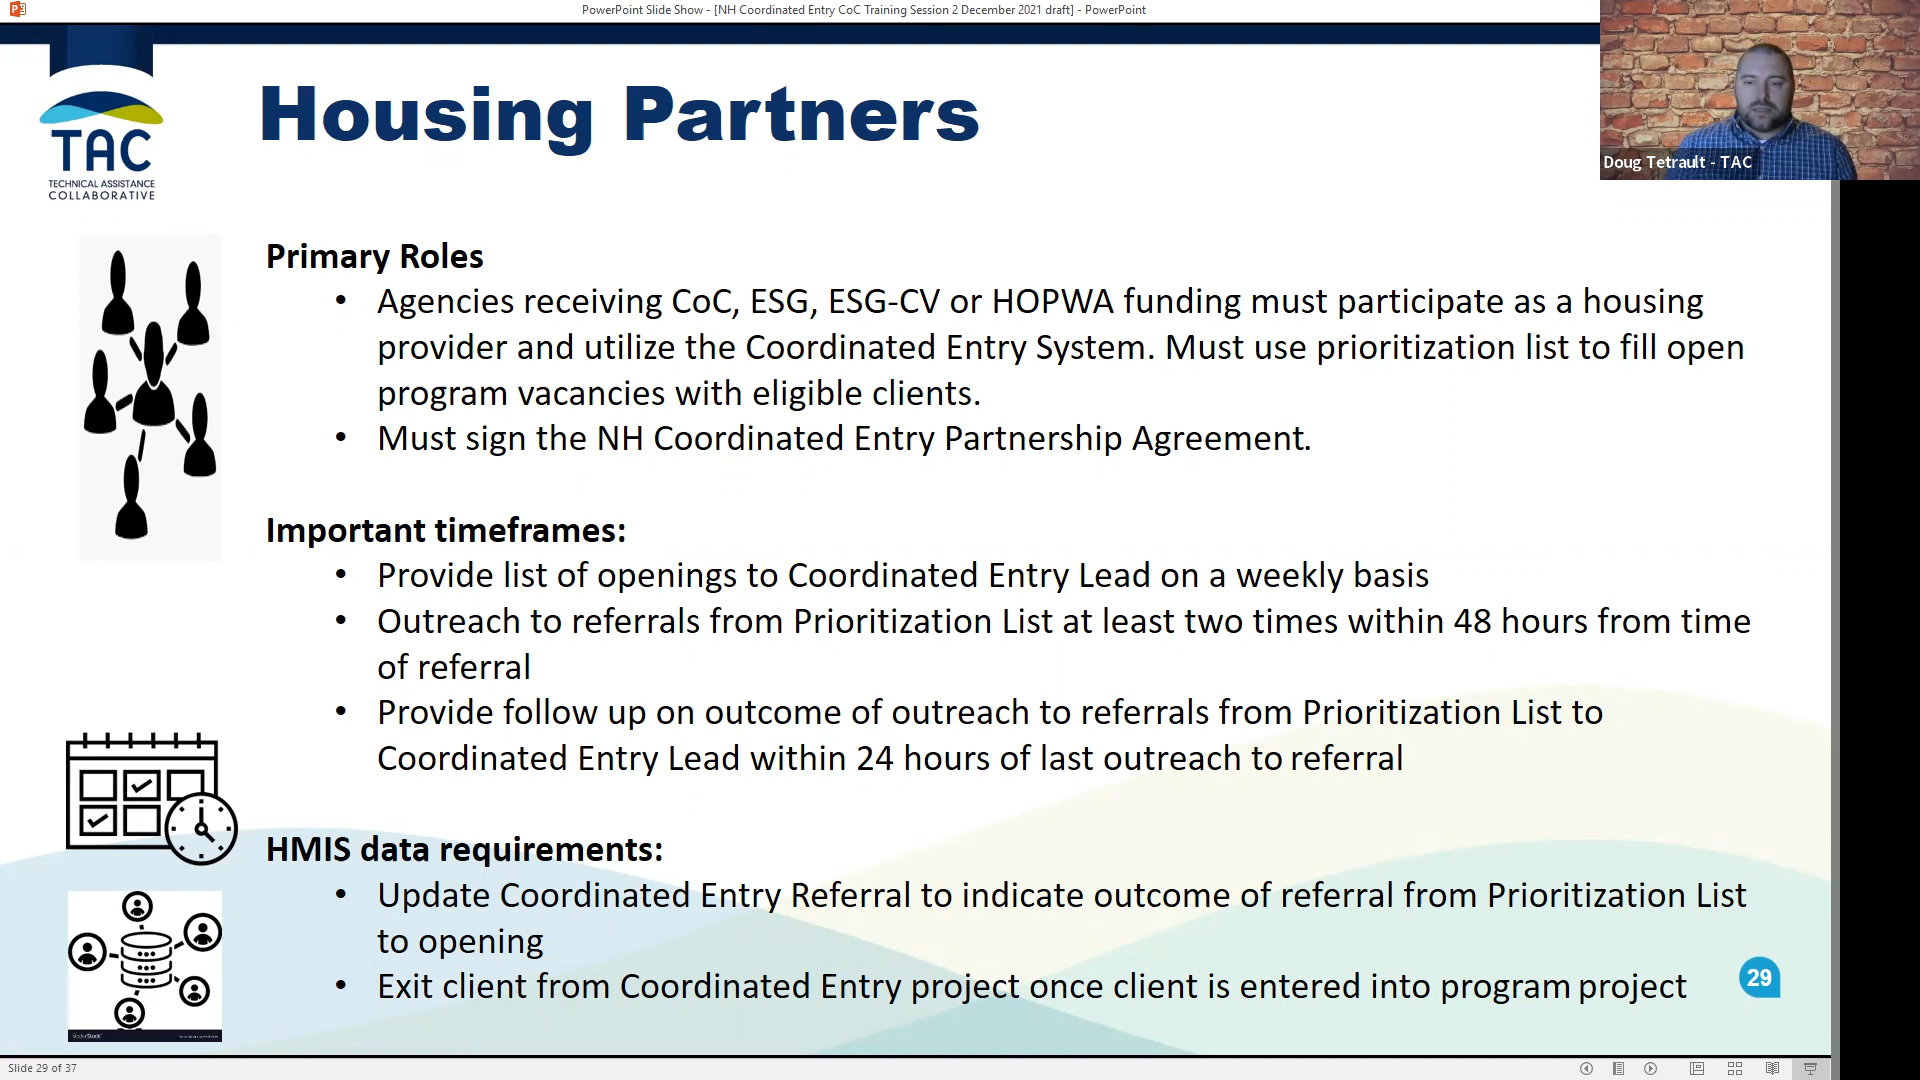 PowerPoint Slide Show - [NH Coordinated Entry CoC Training Session 2 December 2021 draft] - PowerPoint
Doug Tetrault - TAC
TAC
TECHNICAL ASSISTANCE
COLLABORATIVE
Housing Partners
Primary Roles
• Agencies receiving CoC, ESG, ESG-CV or HOPWA funding must participate as a housing
provider and utilize the Coordinated Entry System. Must use prioritization list to fill open
program vacancies with eligible clients.
• Must sign the NH Coordinated Entry Partnership Agreement.
Important timeframes:
• Provide list of openings to Coordinated Entry Lead on a weekly basis
• Outreach to referrals from Prioritization List at least two times within 48 hours from time
of referral
• Provide follow up on outcome of outreach to referrals from Prioritization List to
Coordinated Entry Lead within 24 hours of last outreach to referral
HMIS data requirements:
• Update Coordinated Entry Referral to indicate outcome of referral from Prioritization List
to opening
• Exit client from Coordinated Entry project once client is entered into program project
29
VectorStock
Slide 29 of 37